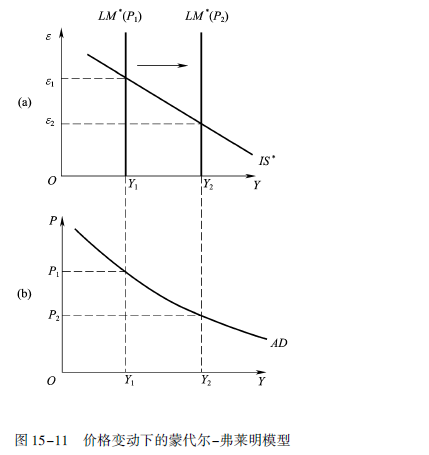 LM*(P₁) LM*(P₂)
ε
ε₁
(a)
ε₂
IS*
O Y₁ Y₂ Y
P
P₁
(b)
P₂
AD
O Y₁ Y₂ Y
图 15-11 价格变动下的蒙代尔-弗莱明模型